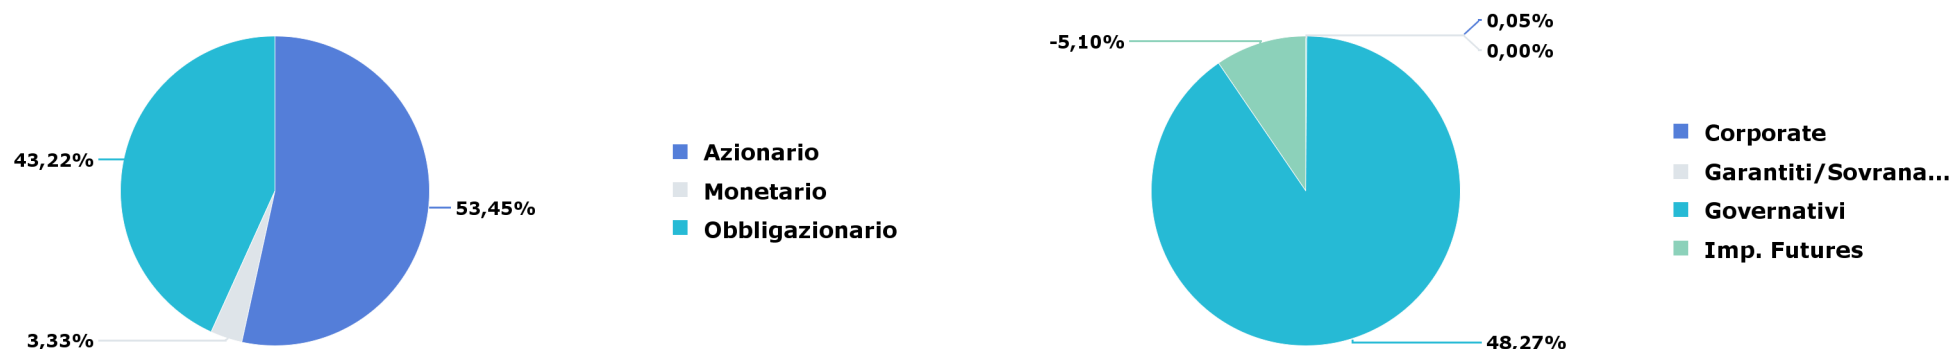 43,22%
3,33%
53,45%
Azionario
Monetario
Obbligazionario
-5,10%
0,05%
0,00%
48,27%
Corporate
Garantiti/Sovrana...
Governativi
Imp. Futures